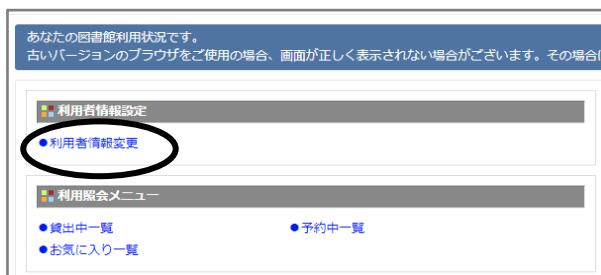 あなたの図書館利用状況です。
古いバージョンのブラウザをご使用の場合、画面が正しく表示されない場合がございます。その場合
利用者情報設定
●利用者情報変更
利用照会メニュー
●貸出中一覧 ●予約中一覧
●お気に入り一覧